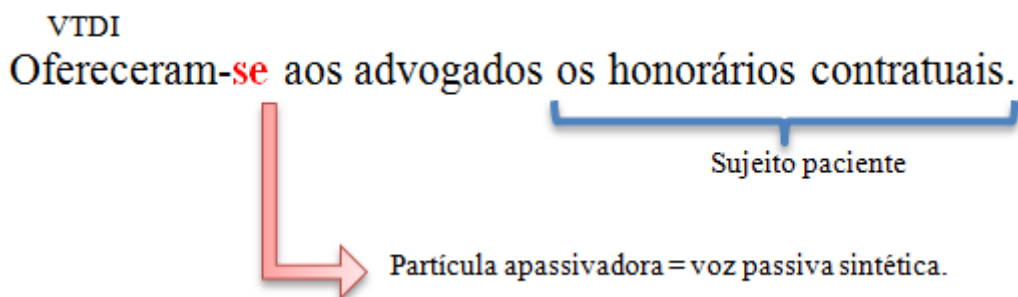 VTDI
Ofereceram-se aos advogados os honorários contratuais.
Sujeito paciente
Partícula apassivadora = voz passiva sintética.